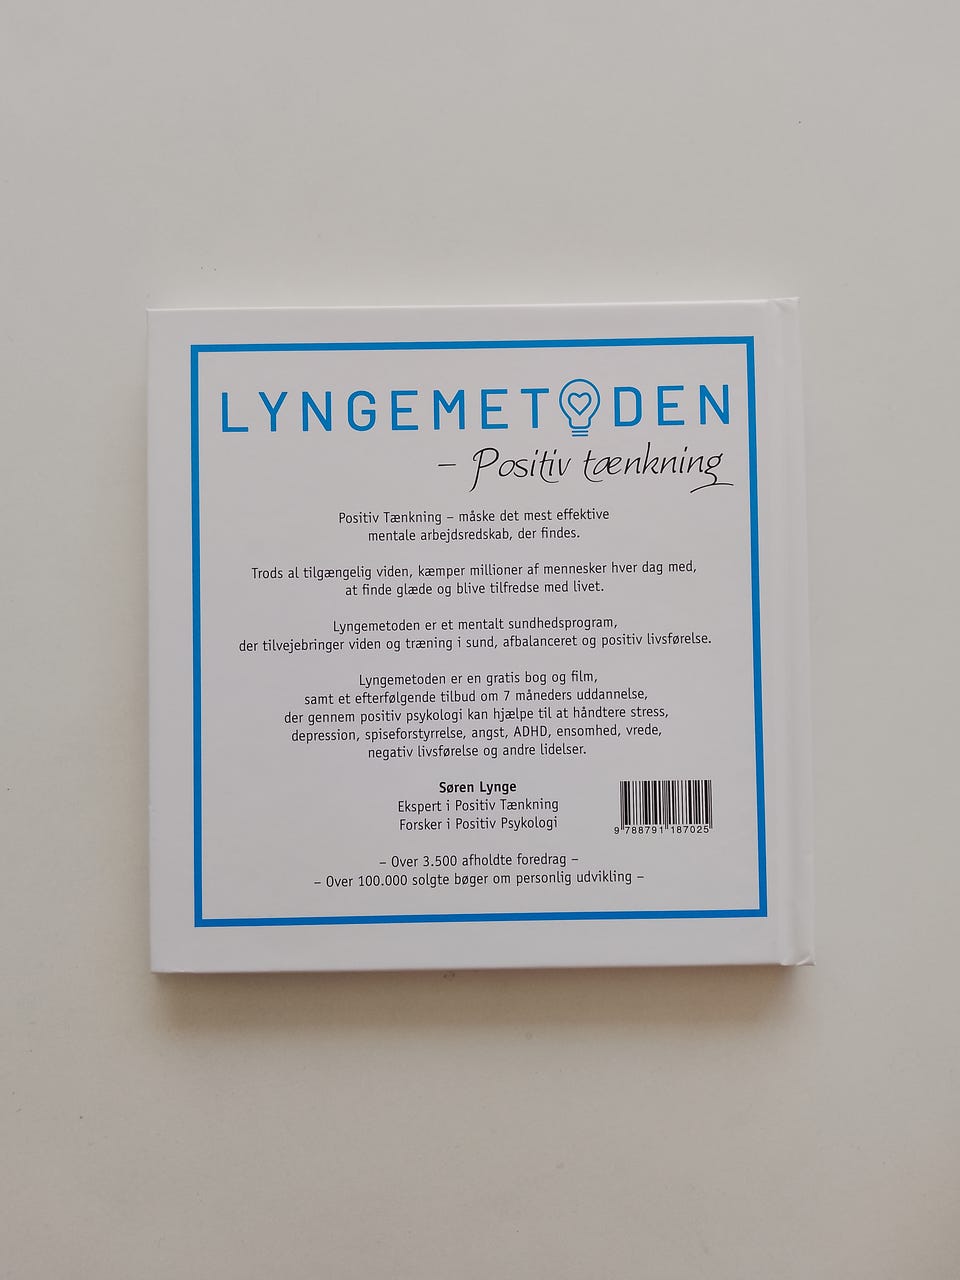 LYNGEMETODEN
– Positiv tænkning
Positiv Tænkning – måske det mest effektive
mentale arbejdsredskab, der findes.
Trods al tilgængelig viden, kæmper millioner af mennesker hver dag med,
at finde glæde og blive tilfredse med livet.
Lyngemetoden er et mentalt sundhedsprogram,
der tilvejebringer viden og træning i sund, afbalanceret og positiv livsførelse.
Lyngemetoden er en gratis bog og film,
samt et efterfølgende tilbud om 7 måneders uddannelse,
der gennem positiv psykologi kan hjælpe til at håndtere stress,
depression, spiseforstyrrelse, angst, ADHD, ensomhed, vrede,
negativ livsførelse og andre lidelser.
Søren Lynge
Ekspert i Positiv Tænkning
Forsker i Positiv Psykologi
9 788791 187025
– Over 3.500 afholdte foredrag –
– Over 100.000 solgte bøger om personlig udvikling –